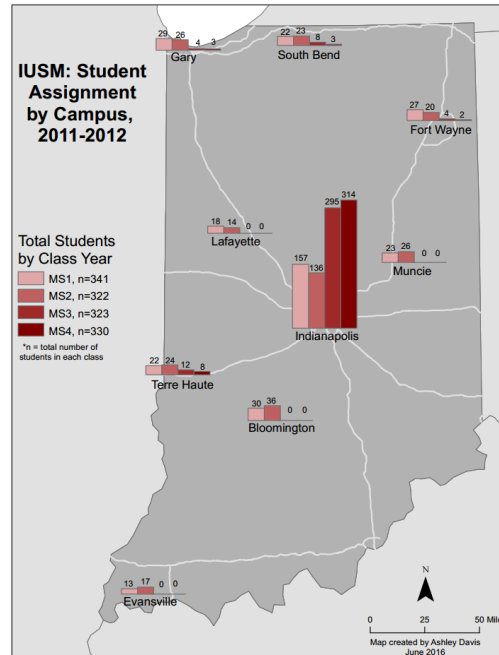 29 26 4 3
Gary
22 23 8 3
South Bend
IUSM: Student
Assignment
by Campus,
2011-2012
27 20 4 2
Fort Wayne
18 14 0 0
Lafayette
157 136 295 314
Indianapolis
23 26 0 0
Muncie
Total Students
by Class Year
MS1, n=341
MS2, n=322
MS3, n=323
MS4, n=330
*n = total number of
students in each class
22 24 12 8
Terre Haute
30 36 0 0
Bloomington
13 17 0 0
Evansville
N
0 25 50 Mile
Map created by Ashley Davis
June 2016